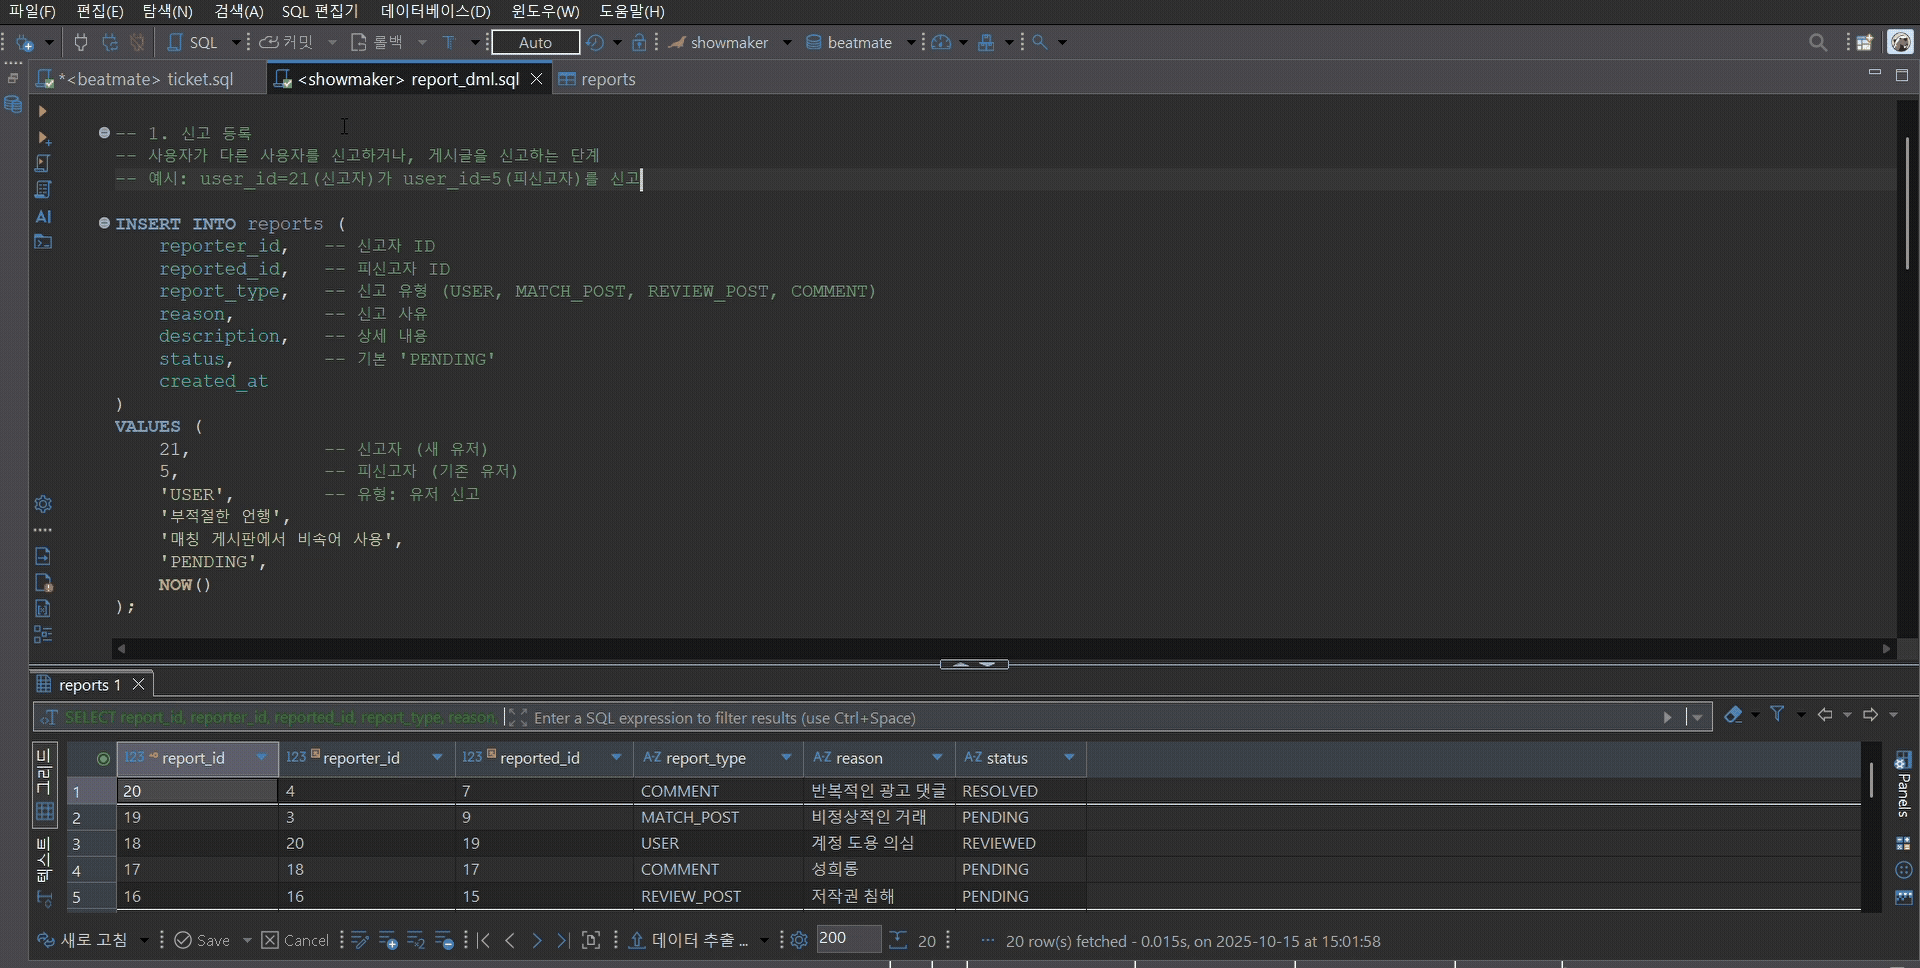 파일(F) 편집(E) 탐색(N) 검색(A) SQL 편집기 데이터베이스(D) 윈도우(W) 도움말(H)
SQL 커밋 롤백 T Auto showmaker beatmate
*<beatmate> ticket.sql <showmaker> report_dml.sql reports
-- 1. 신고 등록
-- 사용자가 다른 사용자를 신고하거나, 게시글을 신고하는 단계
-- 예시: user_id=21(신고자)가 user_id=5(피신고자)를 신고
INSERT INTO reports (
reporter_id, -- 신고자 ID
reported_id, -- 피신고자 ID
report_type, -- 신고 유형 (USER, MATCH_POST, REVIEW_POST, COMMENT)
reason, -- 신고 사유
description, -- 상세 내용
status, -- 기본 'PENDING'
created_at
)
VALUES (
21, -- 신고자 (새 유저)
5, -- 피신고자 (기존 유저)
'USER', -- 유형: 유저 신고
'부적절한 언행',
'매칭 게시판에서 비속어 사용',
'PENDING',
NOW()
);
AI
reports 1
SELECT report_id, reporter_id, reported_id, report_type, reason, Enter a SQL expression to filter results (use Ctrl+Space)
그리드
텍스트
123 report_id 123 reporter_id 123 reported_id A-Z report_type A-Z reason A-Z status
1 20 4 7 COMMENT 반복적인 광고 댓글 RESOLVED
2 19 3 9 MATCH_POST 비정상적인 거래 PENDING
3 18 20 19 USER 계정 도용 의심 REVIEWED
4 17 18 17 COMMENT 성희롱 PENDING
5 16 16 15 REVIEW_POST 저작권 침해 PENDING
Panels
새로 고침 Save Cancel 데이터 추출 ... 200 20 ... 20 row(s) fetched - 0.015s, on 2025-10-15 at 15:01:58